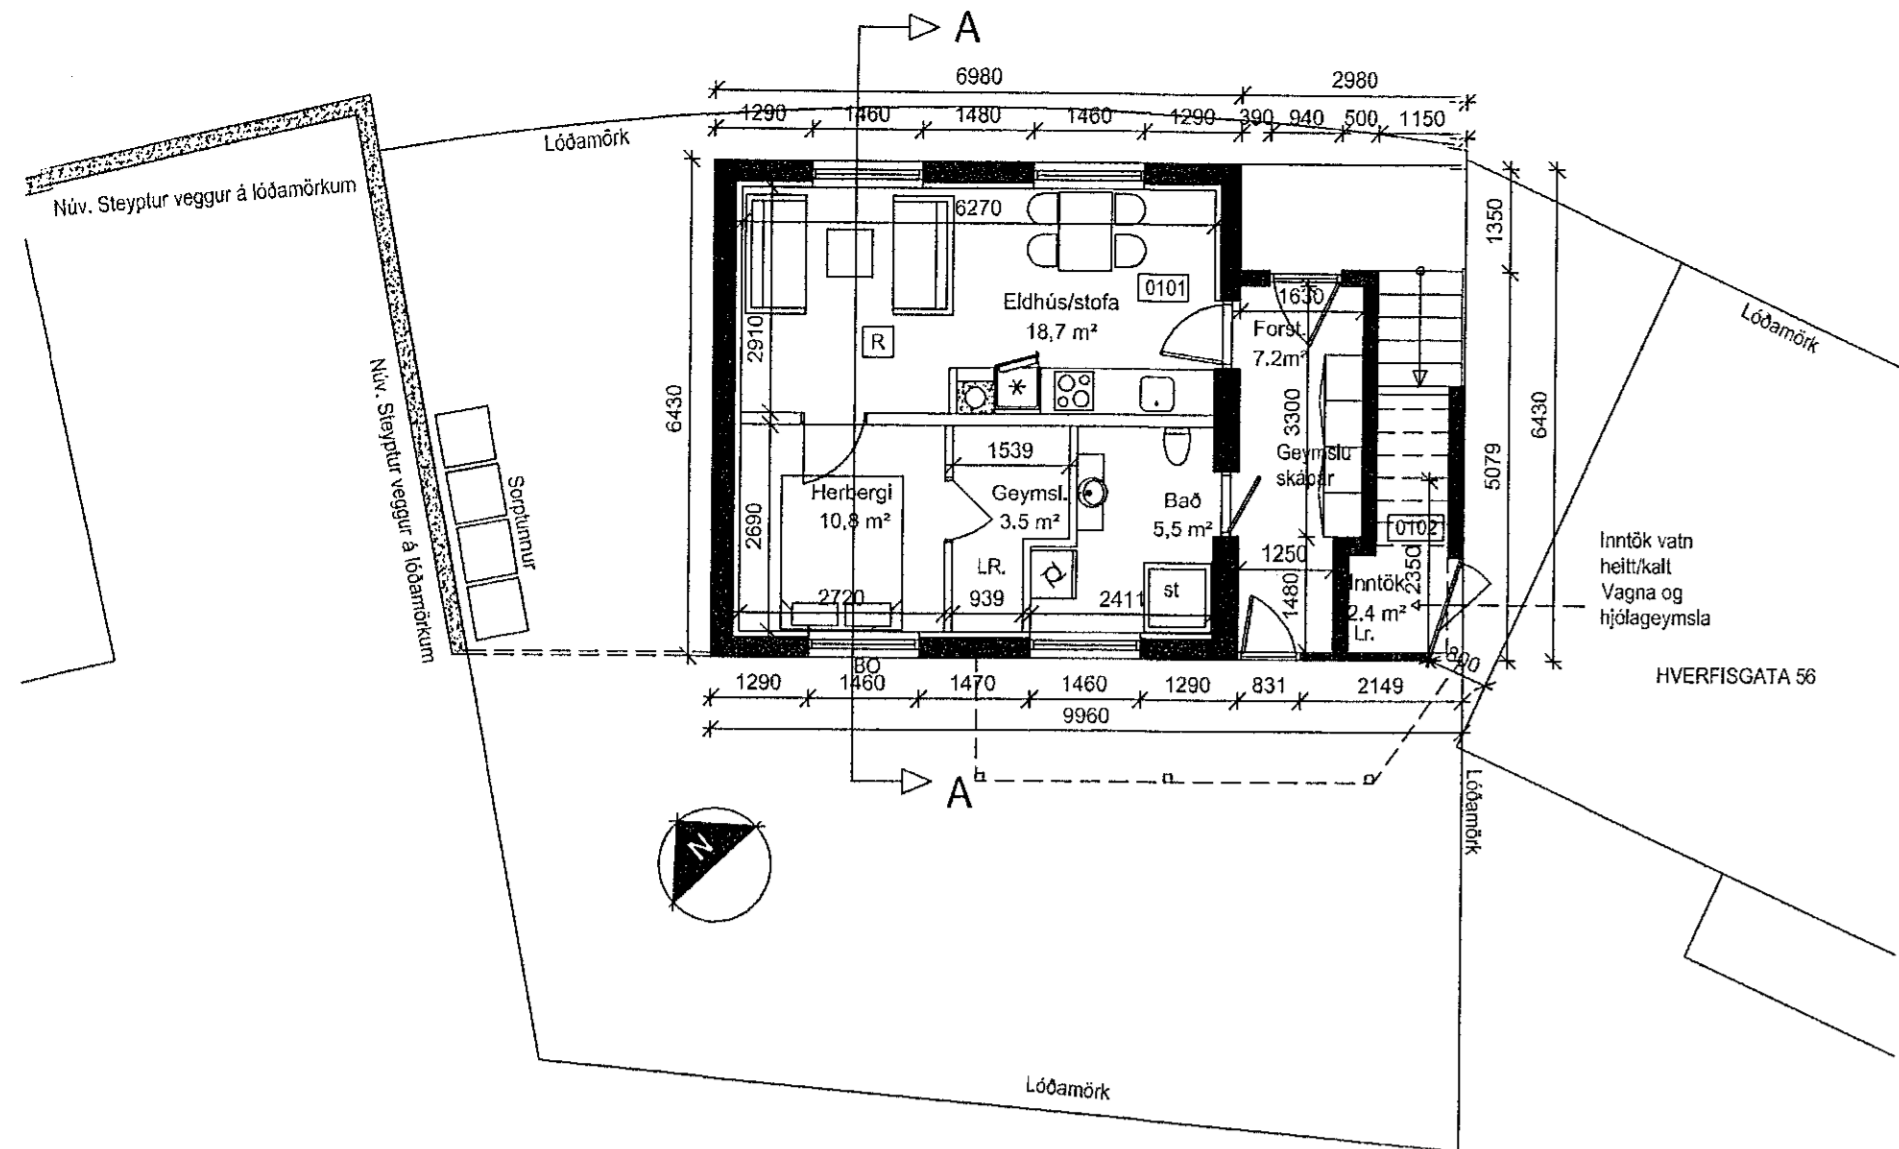 A
6980
2980
1290
1460
1480
1460
1290
390
940
500
1150
Lóðamörk
Núv. Steyptur veggur á lóðamörkum
6270
1350
0101
Eldhús/stofa
18,7 m²
1630
Forst.
7.2m²
Lóðamörk
2910
R
6430
3300
6430
5079
Núv. Steyptur veggur á lóðamörkum
Sorptunnur
1539
Geymslu
skápar
Herbergi
10,8 m²
Geymsl.
3.5 m²
Bað
5,5 m²
2690
0102
Inntök vatn
heitt/kalt
Vagna og
hjólageymsla
LR.
1250
2350
Inntök
2.4 m²
Lr.
1480
st
2720
939
2411
800
HVERFISGATA 56
BO
1290
1460
1470
1460
1290
831
2149
9960
A
Lóðamörk
N
Lóðamörk